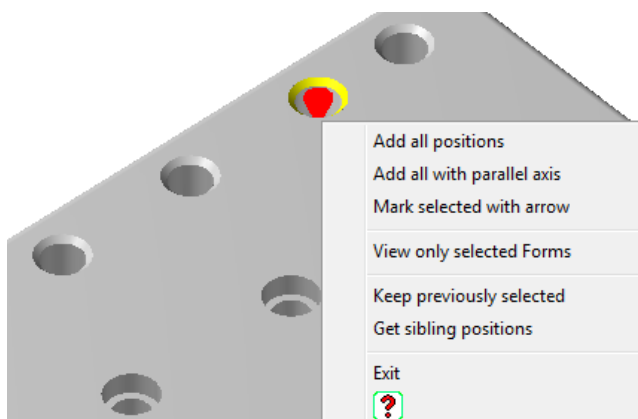 Add all positions
Add all with parallel axis
Mark selected with arrow
View only selected Forms
Keep previously selected
Get sibling positions
Exit
?